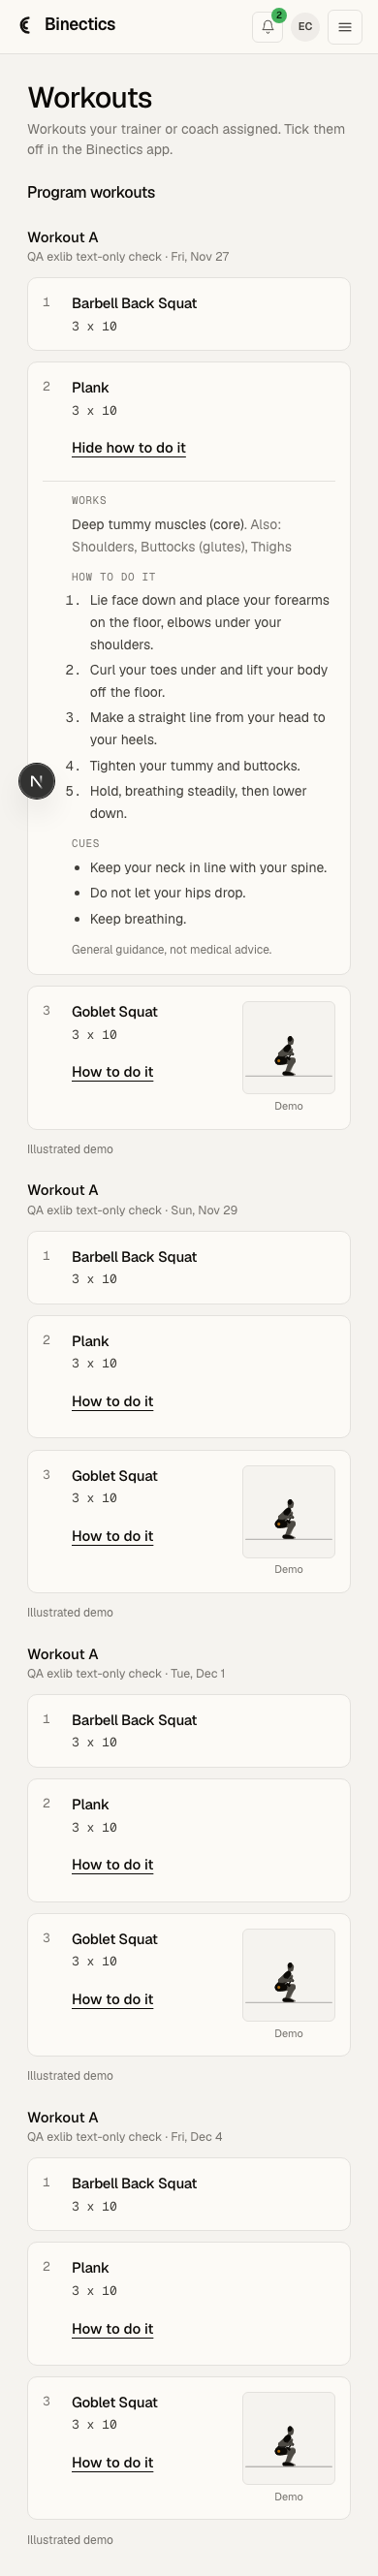 Binectics
2
EC
Workouts
Workouts your trainer or coach assigned. Tick them
off in the Binectics app.
Program workouts
Workout A
QA exlib text-only check · Fri, Nov 27
1
Barbell Back Squat
3 x 10
2
Plank
3 x 10
Hide how to do it
WORKS
Deep tummy muscles (core). Also:
Shoulders, Buttocks (glutes), Thighs
HOW TO DO IT
1. Lie face down and place your forearms
on the floor, elbows under your
shoulders.
2. Curl your toes under and lift your body
off the floor.
3. Make a straight line from your head to
your heels.
N
4. Tighten your tummy and buttocks.
5. Hold, breathing steadily, then lower
down.
CUES
• Keep your neck in line with your spine.
• Do not let your hips drop.
• Keep breathing.
General guidance, not medical advice.
3
Goblet Squat
3 x 10
How to do it
Demo
Illustrated demo
Workout A
QA exlib text-only check · Sun, Nov 29
1
Barbell Back Squat
3 x 10
2
Plank
3 x 10
How to do it
3
Goblet Squat
3 x 10
How to do it
Demo
Illustrated demo
Workout A
QA exlib text-only check · Tue, Dec 1
1
Barbell Back Squat
3 x 10
2
Plank
3 x 10
How to do it
3
Goblet Squat
3 x 10
How to do it
Demo
Illustrated demo
Workout A
QA exlib text-only check · Fri, Dec 4
1
Barbell Back Squat
3 x 10
2
Plank
3 x 10
How to do it
3
Goblet Squat
3 x 10
How to do it
Demo
Illustrated demo